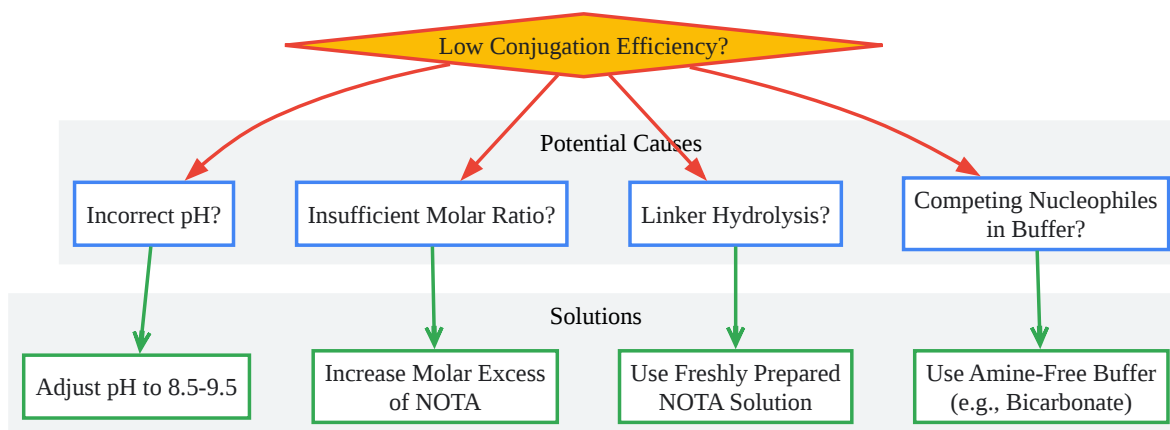 Low Conjugation Efficiency?
Potential Causes
Incorrect pH?
Insufficient Molar Ratio?
Linker Hydrolysis?
Competing Nucleophiles
in Buffer?
Solutions
Adjust pH to 8.5-9.5
Increase Molar Excess
of NOTA
Use Freshly Prepared
NOTA Solution
Use Amine-Free Buffer
(e.g., Bicarbonate)